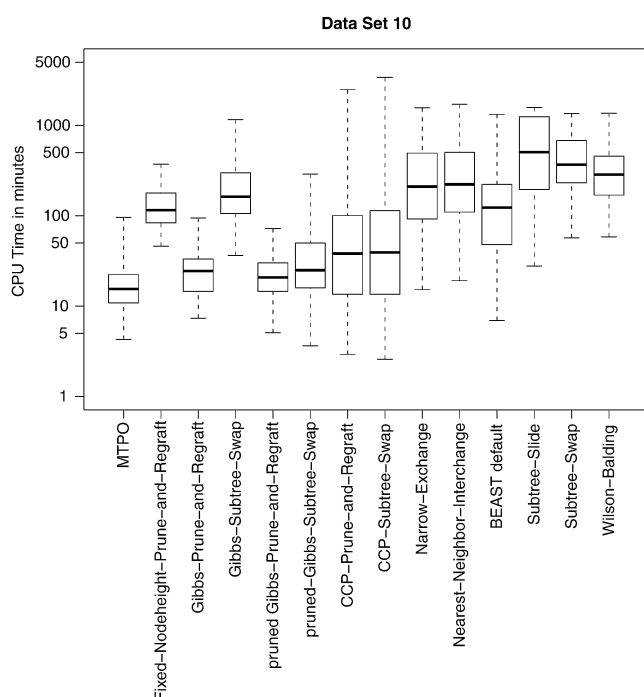 Data Set 10
CPU Time in minutes
5000
1000
500
100
50
10
5
1
MTPO
Fixed−Nodeheight−Prune−and−Regraft
Gibbs−Prune−and−Regraft
Gibbs−Subtree−Swap
pruned Gibbs−Prune−and−Regraft
pruned−Gibbs−Subtree−Swap
CCP−Prune−and−Regraft
CCP−Subtree−Swap
Narrow−Exchange
Nearest−Neighbor−Interchange
BEAST default
Subtree−Slide
Subtree−Swap
Wilson−Balding